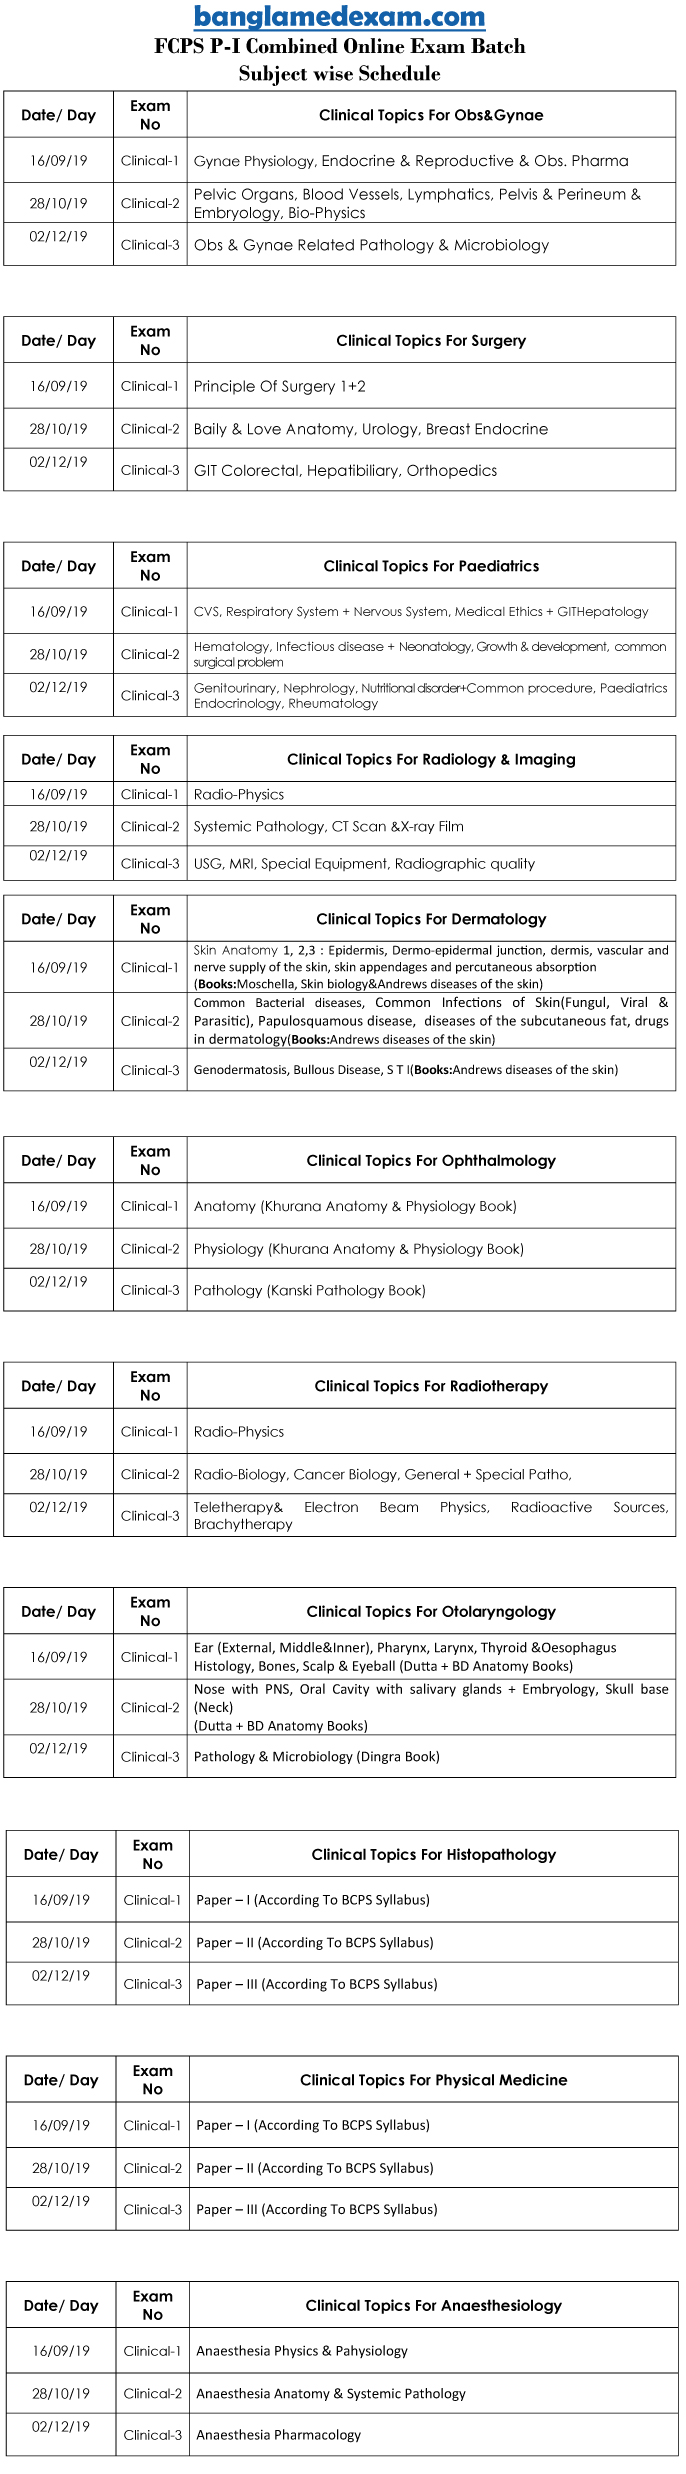 banglamedexam.com
FCPS P-I Combined Online Exam Batch
Subject wise Schedule
Date/ Day Exam No Clinical Topics For Obs&Gynae
16/09/19 Clinical-1 Gynae Physiology, Endocrine & Reproductive & Obs. Pharma
28/10/19 Clinical-2 Pelvic Organs, Blood Vessels, Lymphatics, Pelvis & Perineum &
Embryology, Bio-Physics
02/12/19 Clinical-3 Obs & Gynae Related Pathology & Microbiology
Date/ Day Exam No Clinical Topics For Surgery
16/09/19 Clinical-1 Principle Of Surgery 1+2
28/10/19 Clinical-2 Baily & Love Anatomy, Urology, Breast Endocrine
02/12/19 Clinical-3 GIT Colorectal, Hepatibiliary, Orthopedics
Date/ Day Exam No Clinical Topics For Paediatrics
16/09/19 Clinical-1 CVS, Respiratory System + Nervous System, Medical Ethics + GITHepatology
28/10/19 Clinical-2 Hematology, Infectious disease + Neonatology, Growth & development, common
surgical problem
02/12/19 Clinical-3 Genitourinary, Nephrology, Nutritional disorder+Common procedure, Paediatrics
Endocrinology, Rheumatology
Date/ Day Exam No Clinical Topics For Radiology & Imaging
16/09/19 Clinical-1 Radio-Physics
28/10/19 Clinical-2 Systemic Pathology, CT Scan &X-ray Film
02/12/19 Clinical-3 USG, MRI, Special Equipment, Radiographic quality
Date/ Day Exam No Clinical Topics For Dermatology
16/09/19 Clinical-1 Skin Anatomy 1, 2,3 : Epidermis, Dermo-epidermal junction, dermis, vascular and
nerve supply of the skin, skin appendages and percutaneous absorption
(Books:Moschella, Skin biology&Andrews diseases of the skin)
28/10/19 Clinical-2 Common Bacterial diseases, Common Infections of Skin(Fungul, Viral &
Parasitic), Papulosquamous disease, diseases of the subcutaneous fat, drugs
in dermatology(Books:Andrews diseases of the skin)
02/12/19 Clinical-3 Genodermatosis, Bullous Disease, S T I(Books:Andrews diseases of the skin)
Date/ Day Exam No Clinical Topics For Ophthalmology
16/09/19 Clinical-1 Anatomy (Khurana Anatomy & Physiology Book)
28/10/19 Clinical-2 Physiology (Khurana Anatomy & Physiology Book)
02/12/19 Clinical-3 Pathology (Kanski Pathology Book)
Date/ Day Exam No Clinical Topics For Radiotherapy
16/09/19 Clinical-1 Radio-Physics
28/10/19 Clinical-2 Radio-Biology, Cancer Biology, General + Special Patho,
02/12/19 Clinical-3 Teletherapy& Electron Beam Physics, Radioactive Sources,
Brachytherapy
Date/ Day Exam No Clinical Topics For Otolaryngology
16/09/19 Clinical-1 Ear (External, Middle&Inner), Pharynx, Larynx, Thyroid &Oesophagus
Histology, Bones, Scalp & Eyeball (Dutta + BD Anatomy Books)
28/10/19 Clinical-2 Nose with PNS, Oral Cavity with salivary glands + Embryology, Skull base
(Neck)
(Dutta + BD Anatomy Books)
02/12/19 Clinical-3 Pathology & Microbiology (Dingra Book)
Date/ Day Exam No Clinical Topics For Histopathology
16/09/19 Clinical-1 Paper – I (According To BCPS Syllabus)
28/10/19 Clinical-2 Paper – II (According To BCPS Syllabus)
02/12/19 Clinical-3 Paper – III (According To BCPS Syllabus)
Date/ Day Exam No Clinical Topics For Physical Medicine
16/09/19 Clinical-1 Paper – I (According To BCPS Syllabus)
28/10/19 Clinical-2 Paper – II (According To BCPS Syllabus)
02/12/19 Clinical-3 Paper – III (According To BCPS Syllabus)
Date/ Day Exam No Clinical Topics For Anaesthesiology
16/09/19 Clinical-1 Anaesthesia Physics & Pahysiology
28/10/19 Clinical-2 Anaesthesia Anatomy & Systemic Pathology
02/12/19 Clinical-3 Anaesthesia Pharmacology